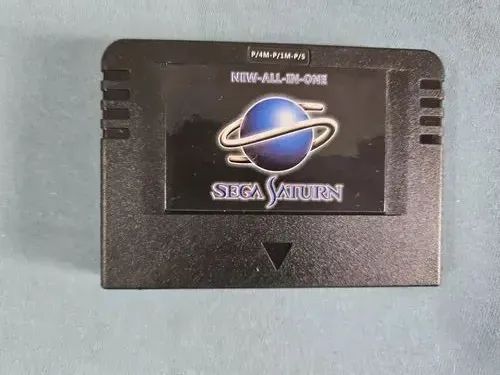 P/4M-P/1M-P/S
NEW-ALL-IN-ONE
SEGA SATURN